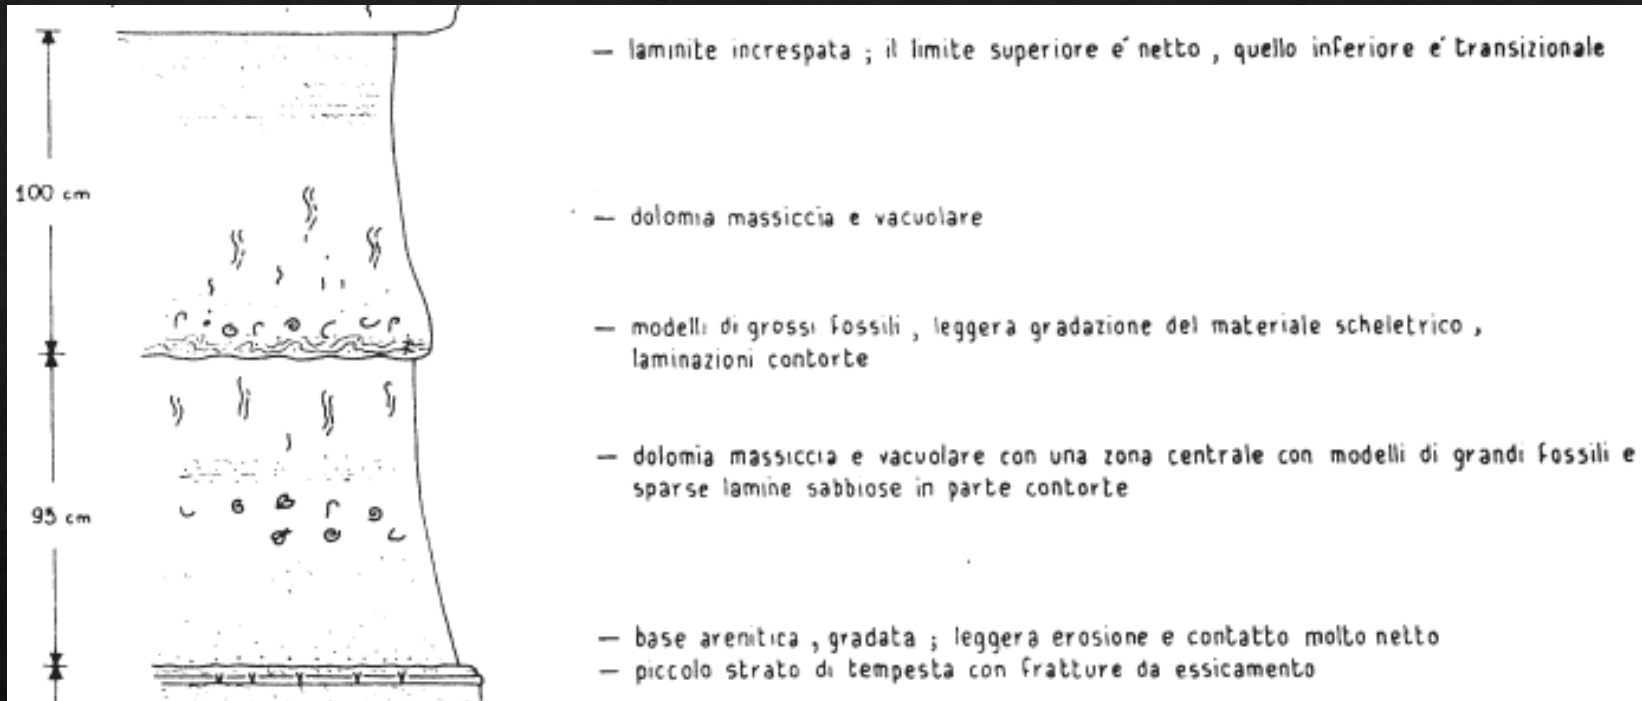 — laminite increspata ; il limite superiore e' netto , quello inferiore e' transizionale
100 cm
— dolomia massiccia e vacuolare
— modelli di grossi fossili , leggera gradazione del materiale scheletrico ,
laminazioni contorte
— dolomia massiccia e vacuolare con una zona centrale con modelli di grandi fossili e
sparse lamine sabbiose in parte contorte
95 cm
— base arenitica , gradata ; leggera erosione e contatto molto netto
— piccolo strato di tempesta con fratture da essicamento